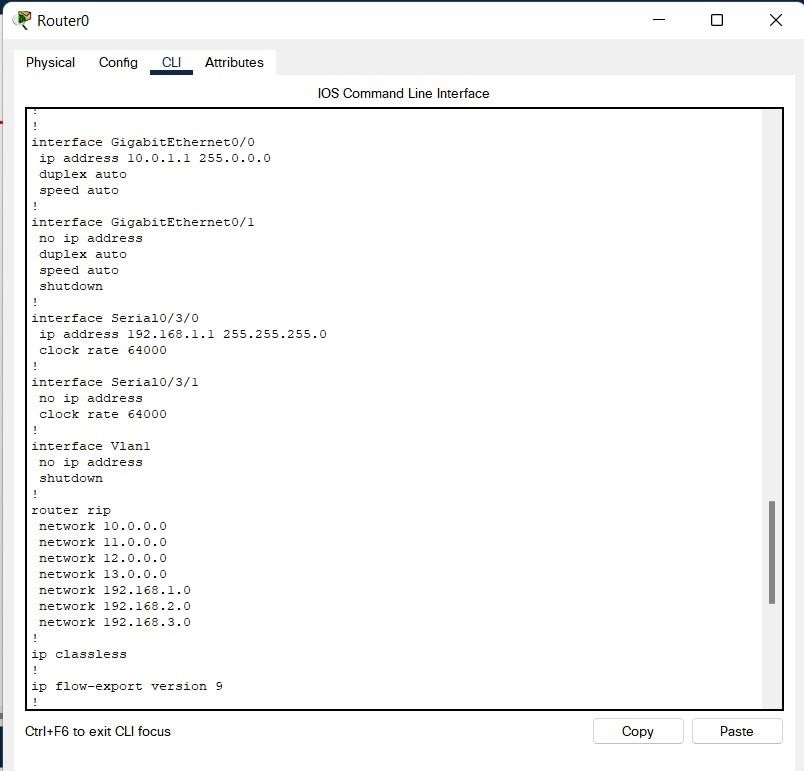 Router0
Physical Config CLI Attributes
IOS Command Line Interface
!
!
interface GigabitEthernet0/0
 ip address 10.0.1.1 255.0.0.0
 duplex auto
 speed auto
!
interface GigabitEthernet0/1
 no ip address
 duplex auto
 speed auto
 shutdown
!
interface Serial0/3/0
 ip address 192.168.1.1 255.255.255.0
 clock rate 64000
!
interface Serial0/3/1
 no ip address
 clock rate 64000
!
interface Vlan1
 no ip address
 shutdown
!
router rip
 network 10.0.0.0
 network 11.0.0.0
 network 12.0.0.0
 network 13.0.0.0
 network 192.168.1.0
 network 192.168.2.0
 network 192.168.3.0
!
ip classless
!
ip flow-export version 9
!
Ctrl+F6 to exit CLI focus
Copy Paste